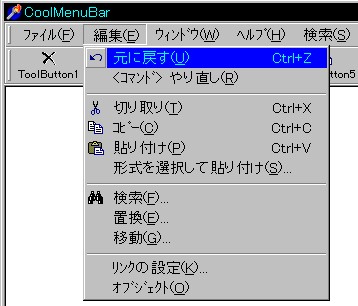 CoolMenuBar
ﾌｧｲﾙ(F) 編集(E) ｳｨﾝﾄﾞｳ(W) ﾍﾙﾌﾟ(H) 検索(S)
ToolButton1
元に戻す(U) Ctrl+Z
<ｺﾏﾝﾄﾞ> やり直し(R)
切り取り(T) Ctrl+X
ｺﾋﾟｰ(C) Ctrl+C
貼り付け(P) Ctrl+V
形式を選択して貼り付け(S)...
検索(F)...
置換(E)...
移動(G)...
ﾘﾝｸの設定(K)...
ｵﾌﾞｼﾞｪｸﾄ(O)